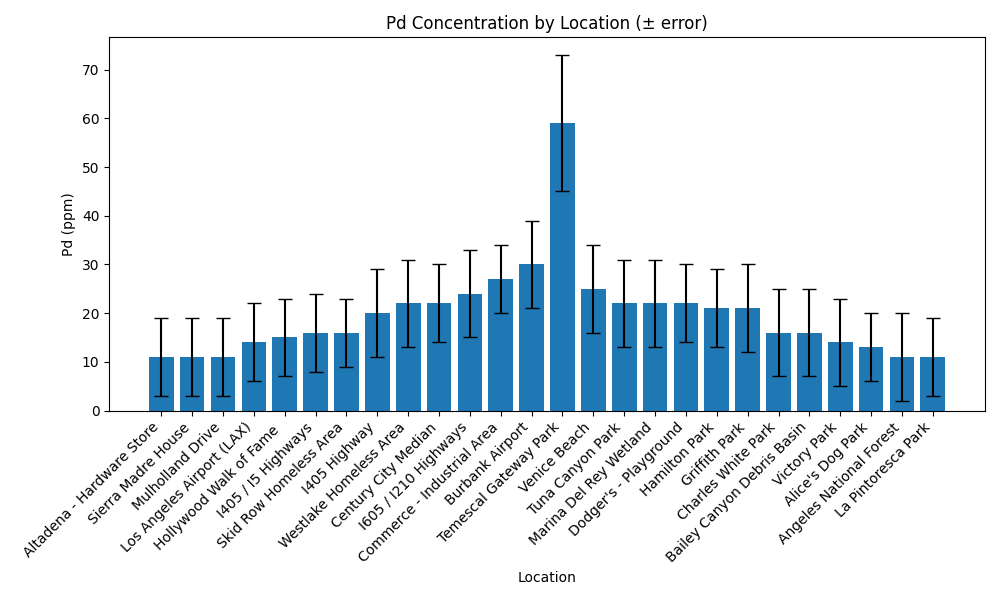 Pd Concentration by Location (± error)
Pd (ppm)
70
60
50
40
30
20
10
0
Altadena - Hardware Store
Sierra Madre House
Mulholland Drive
Los Angeles Airport (LAX)
Hollywood Walk of Fame
I405 / I5 Highways
Skid Row Homeless Area
I405 Highway
Westlake Homeless Area
Century City Median
I605 / I210 Highways
Commerce - Industrial Area
Burbank Airport
Temescal Gateway Park
Venice Beach
Tuna Canyon Park
Marina Del Rey Wetland
Dodger's - Playground
Hamilton Park
Griffith Park
Charles White Park
Bailey Canyon Debris Basin
Victory Park
Alice's Dog Park
Angeles National Forest
La Pintoresca Park
Location